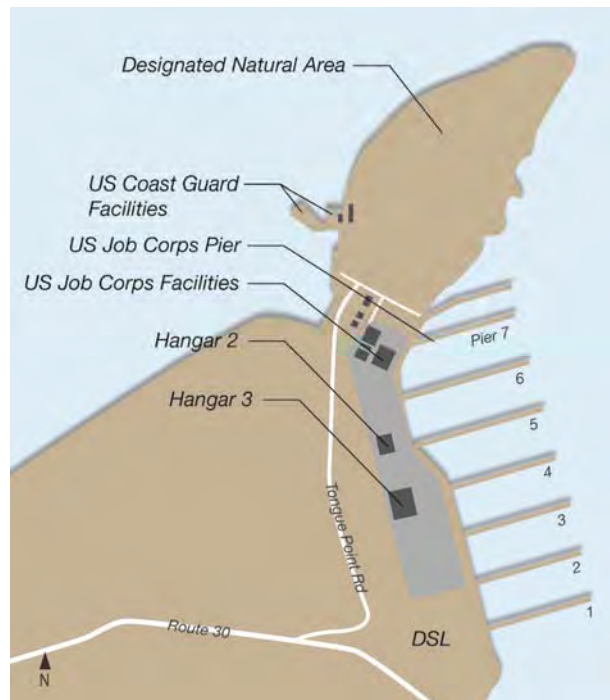 Designated Natural Area
US Coast Guard
Facilities
US Job Corps Pier
US Job Corps Facilities
Pier 7
Hangar 2
6
Hangar 3
5
4
3
Tongue Point Rd
2
1
Route 30
DSL
N